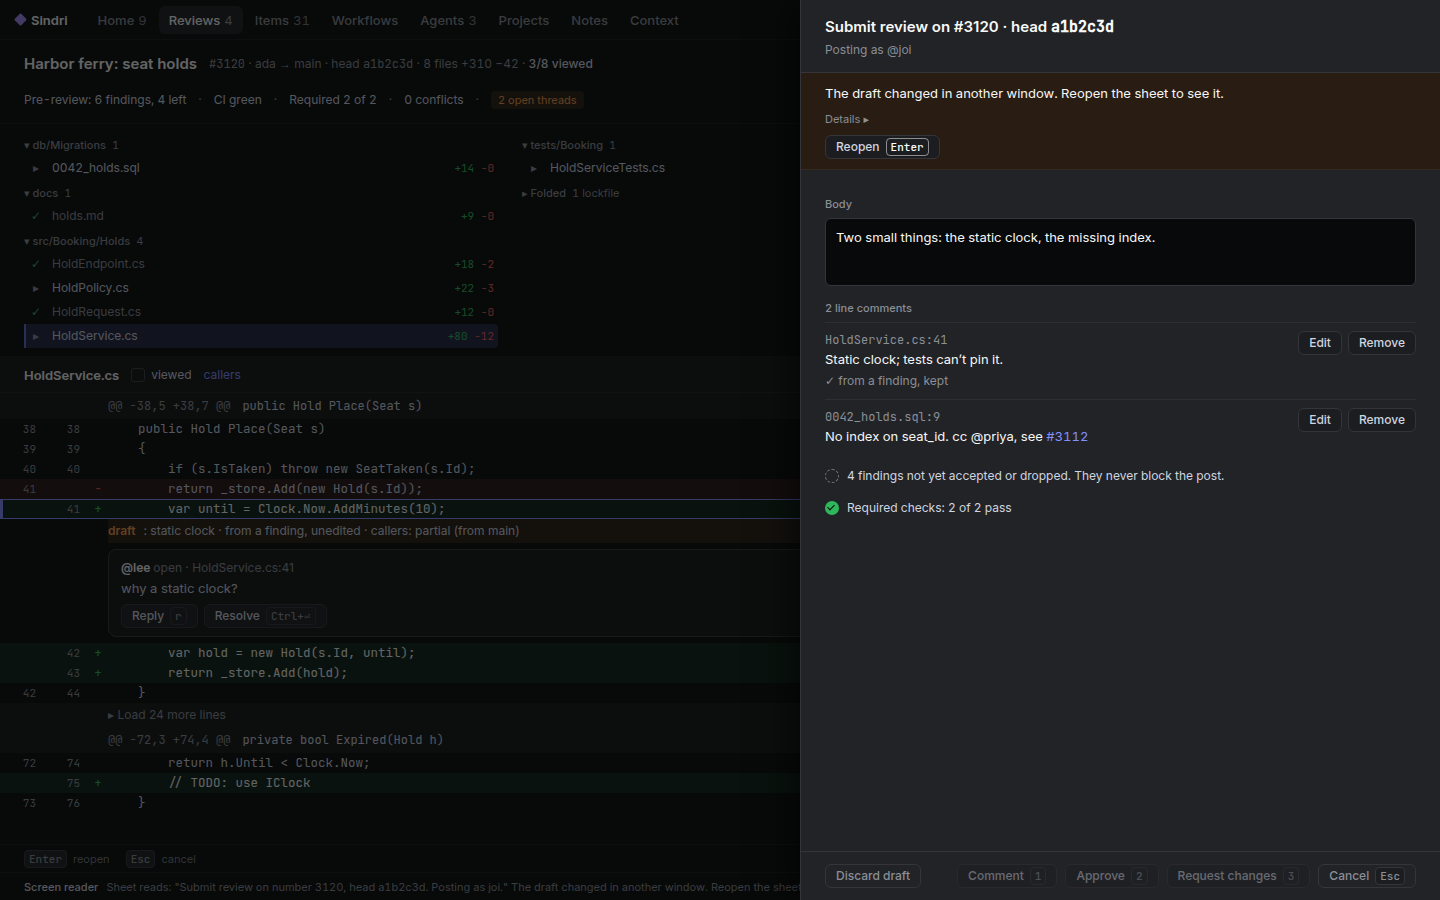 Sindri Home 9 Reviews 4 Items 31 Workflows Agents 3 Projects Notes Context
Harbor ferry: seat holds #3120 · ada → main · head a1b2c3d · 8 files +310 −42 · 3/8 viewed
Pre-review: 6 findings, 4 left · CI green · Required 2 of 2 · 0 conflicts · 2 open threads
▾ db/Migrations 1
▸ 0042_holds.sql +14 -0
▾ docs 1
✓ holds.md +9 -0
▾ src/Booking/Holds 4
✓ HoldEndpoint.cs +18 -2
▸ HoldPolicy.cs +22 -3
✓ HoldRequest.cs +12 -0
▸ HoldService.cs +80 -12
▾ tests/Booking 1
▸ HoldServiceTests.cs
▸ Folded 1 lockfile
HoldService.cs viewed callers
@@ -38,5 +38,7 @@ public Hold Place(Seat s)
38 38 public Hold Place(Seat s)
39 39 {
40 40 if (s.IsTaken) throw new SeatTaken(s.Id);
41 - return _store.Add(new Hold(s.Id));
41 + var until = Clock.Now.AddMinutes(10);
draft : static clock · from a finding, unedited · callers: partial (from main)
@lee open · HoldService.cs:41
why a static clock?
Reply r Resolve Ctrl+⏎
42 + var hold = new Hold(s.Id, until);
43 + return _store.Add(hold);
42 44 }
▸ Load 24 more lines
@@ -72,3 +74,4 @@ private bool Expired(Hold h)
72 74 return h.Until < Clock.Now;
75 + // TODO: use IClock
73 76 }
Enter reopen Esc cancel
Screen reader Sheet reads: "Submit review on number 3120, head a1b2c3d. Posting as joi." The draft changed in another window. Reopen the sheet
Submit review on #3120 · head a1b2c3d
Posting as @joi
The draft changed in another window. Reopen the sheet to see it.
Details ▸
Reopen Enter
Body
Two small things: the static clock, the missing index.
2 line comments
HoldService.cs:41 Edit Remove
Static clock; tests can’t pin it.
✓ from a finding, kept
0042_holds.sql:9 Edit Remove
No index on seat_id. cc @priya, see #3112
4 findings not yet accepted or dropped. They never block the post.
Required checks: 2 of 2 pass
Discard draft Comment 1 Approve 2 Request changes 3 Cancel Esc